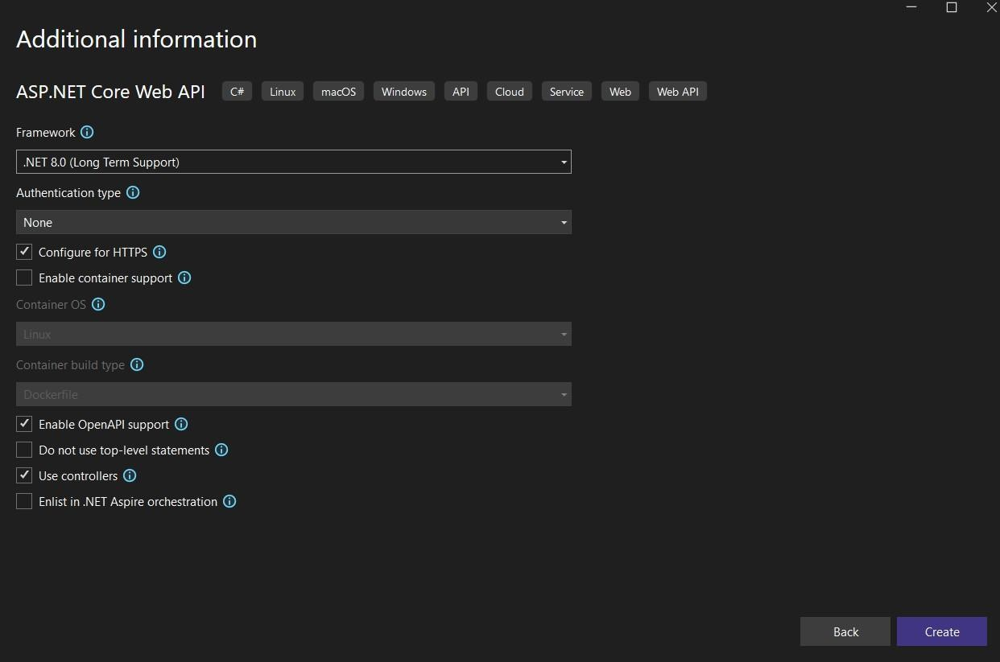 Additional information
ASP.NET Core Web API C# Linux macOS Windows API Cloud Service Web Web API
Framework
.NET 8.0 (Long Term Support)
Authentication type
None
Configure for HTTPS
Enable container support
Container OS
Linux
Container build type
Dockerfile
Enable OpenAPI support
Do not use top-level statements
Use controllers
Enlist in .NET Aspire orchestration
Back Create